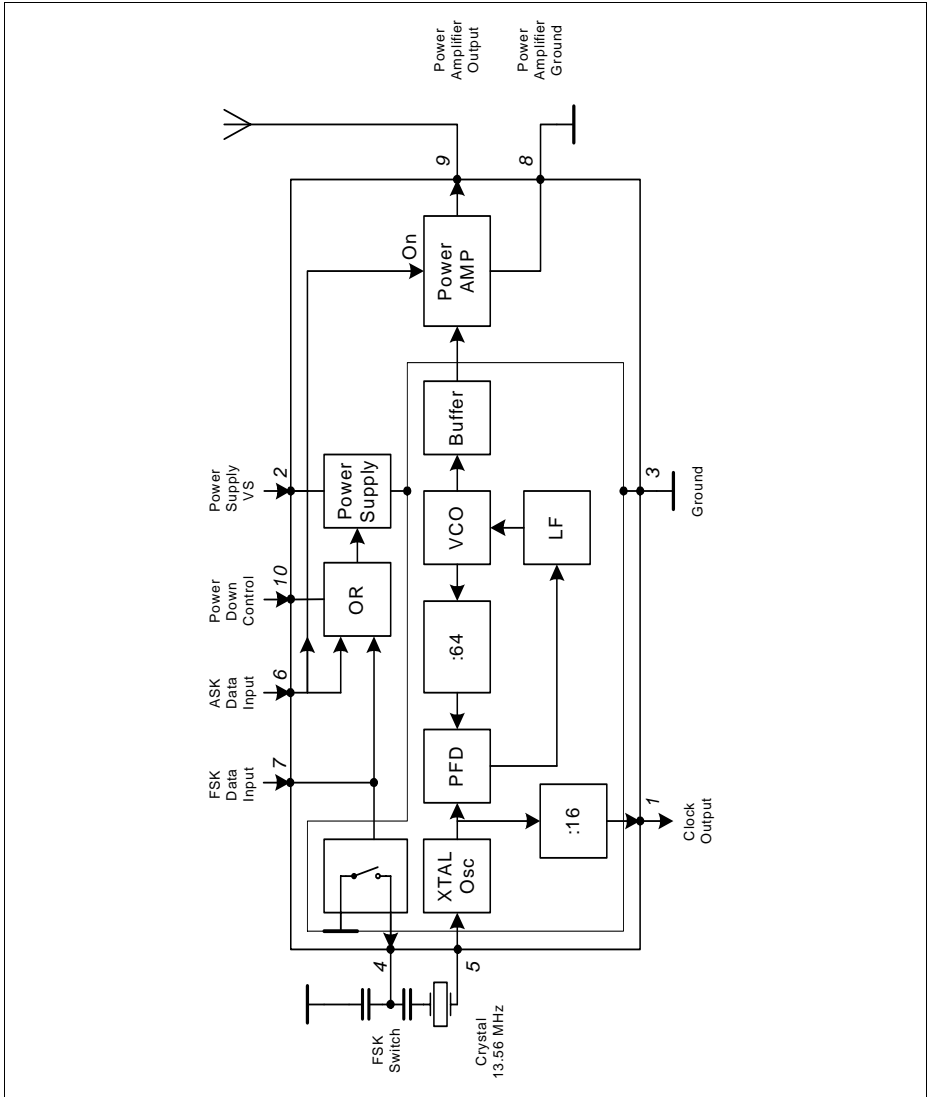 Power
Amplifier
Output
Power
Amplifier
Ground
9
8
On
Power
AMP
Power
Supply
VS
2
Power
Down
Control
10
ASK
Data
Input
6
FSK
Data
Input
7
Power
Supply
OR
Buffer
VCO
LF
:64
PFD
XTAL
Osc
:16
3
Ground
1
Clock
Output
4
5
FSK
Switch
Crystal
13.56 MHz